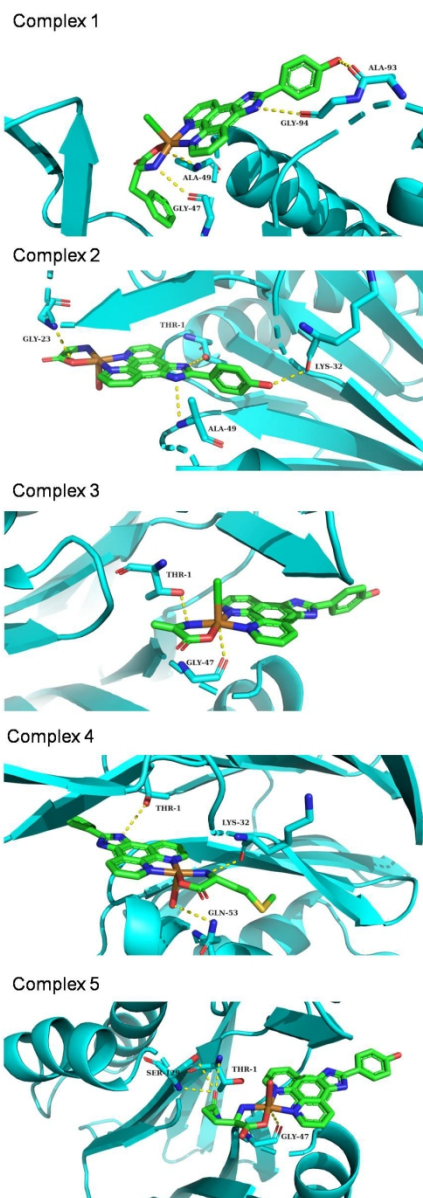 Complex 1
ALA-93
GLY-94
ALA-49
GLY-47
Complex 2
GLY-23
THR-1
LYS-32
ALA-49
Complex 3
THR-1
GLY-47
Complex 4
THR-1
LYS-32
GLN-53
Complex 5
THR-1
GLY-47